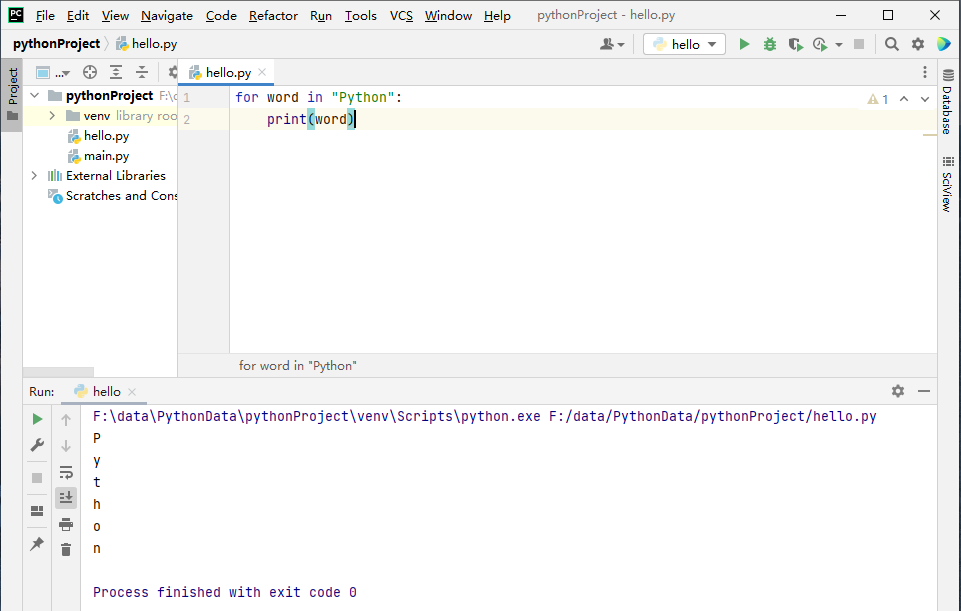 PC File Edit View Navigate Code Refactor Run Tools VCS Window Help pythonProject - hello.py
pythonProject hello.py hello
Project
... hello.py
pythonProject F:\d
venv library roo
hello.py
main.py
External Libraries
Scratches and Cons
1 for word in "Python":
2 print(word)
1
for word in "Python"
Database
SciView
Run: hello
F:\data\PythonData\pythonProject\venv\Scripts\python.exe F:/data/PythonData/pythonProject/hello.py
P
y
t
h
o
n
Process finished with exit code 0